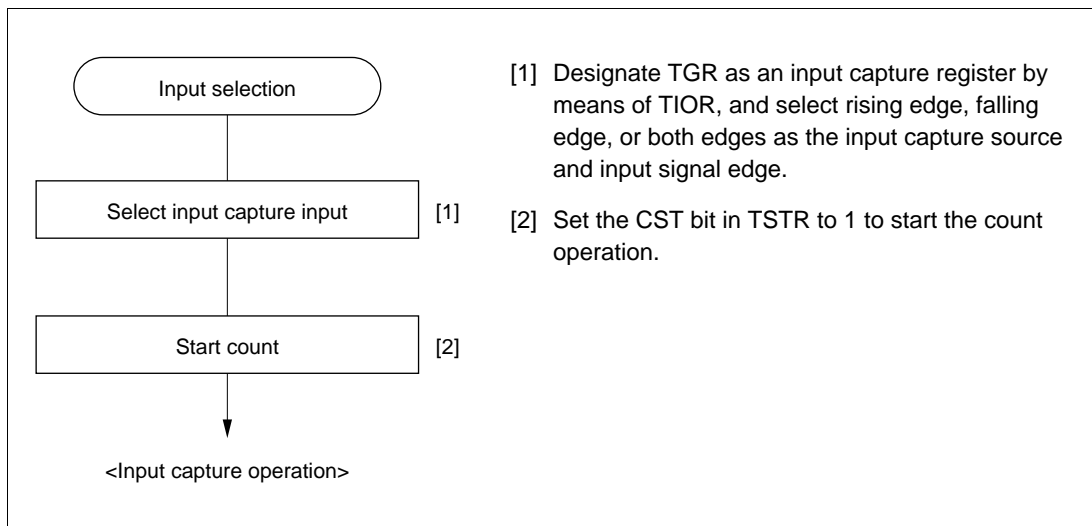 Input selection
Select input capture input
[1]
Start count
[2]
<Input capture operation>
[1] Designate TGR as an input capture register by
means of TIOR, and select rising edge, falling
edge, or both edges as the input capture source
and input signal edge.
[2] Set the CST bit in TSTR to 1 to start the count
operation.